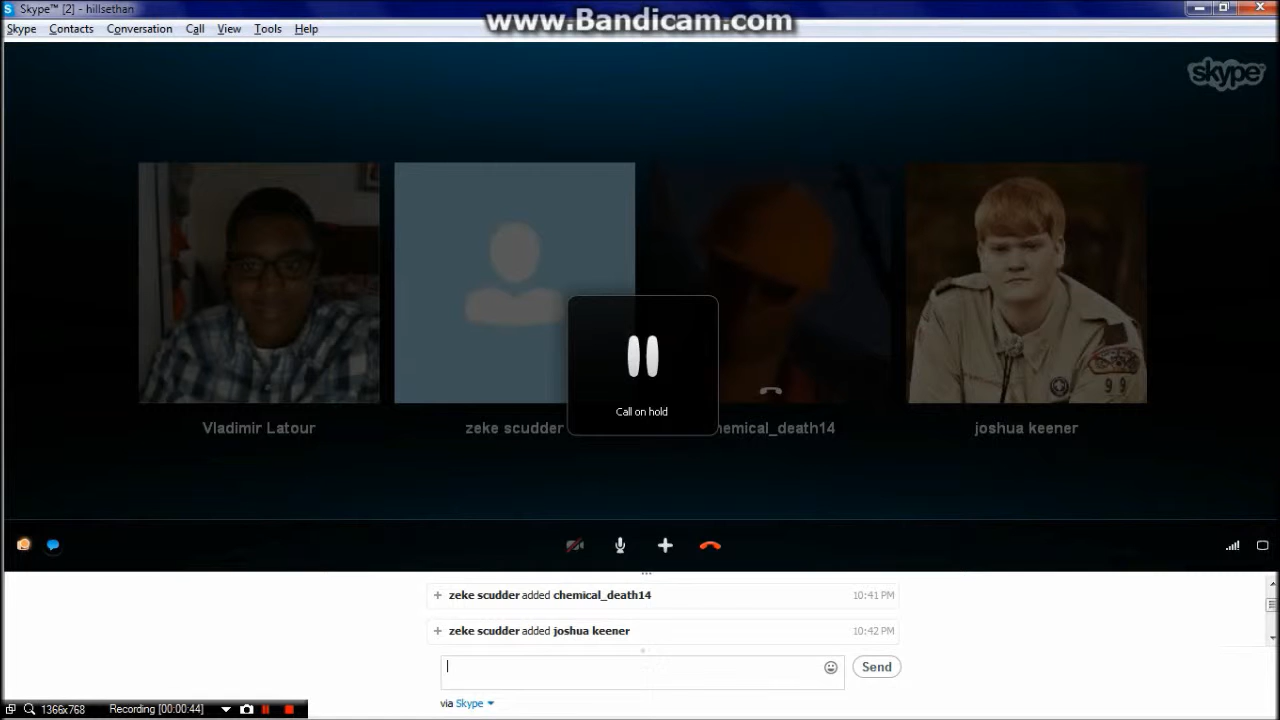 Skype™ [2] - hillsethan
www.Bandicam.com
Skype Contacts Conversation Call View Tools Help
skype
Call on hold
Vladimir Latour
zeke scudder
hemical_death14
joshua keener
99
zeke scudder added chemical_death14 10:41 PM
zeke scudder added joshua keener 10:42 PM
Send
via Skype
1366x768 Recording [00:00:44]